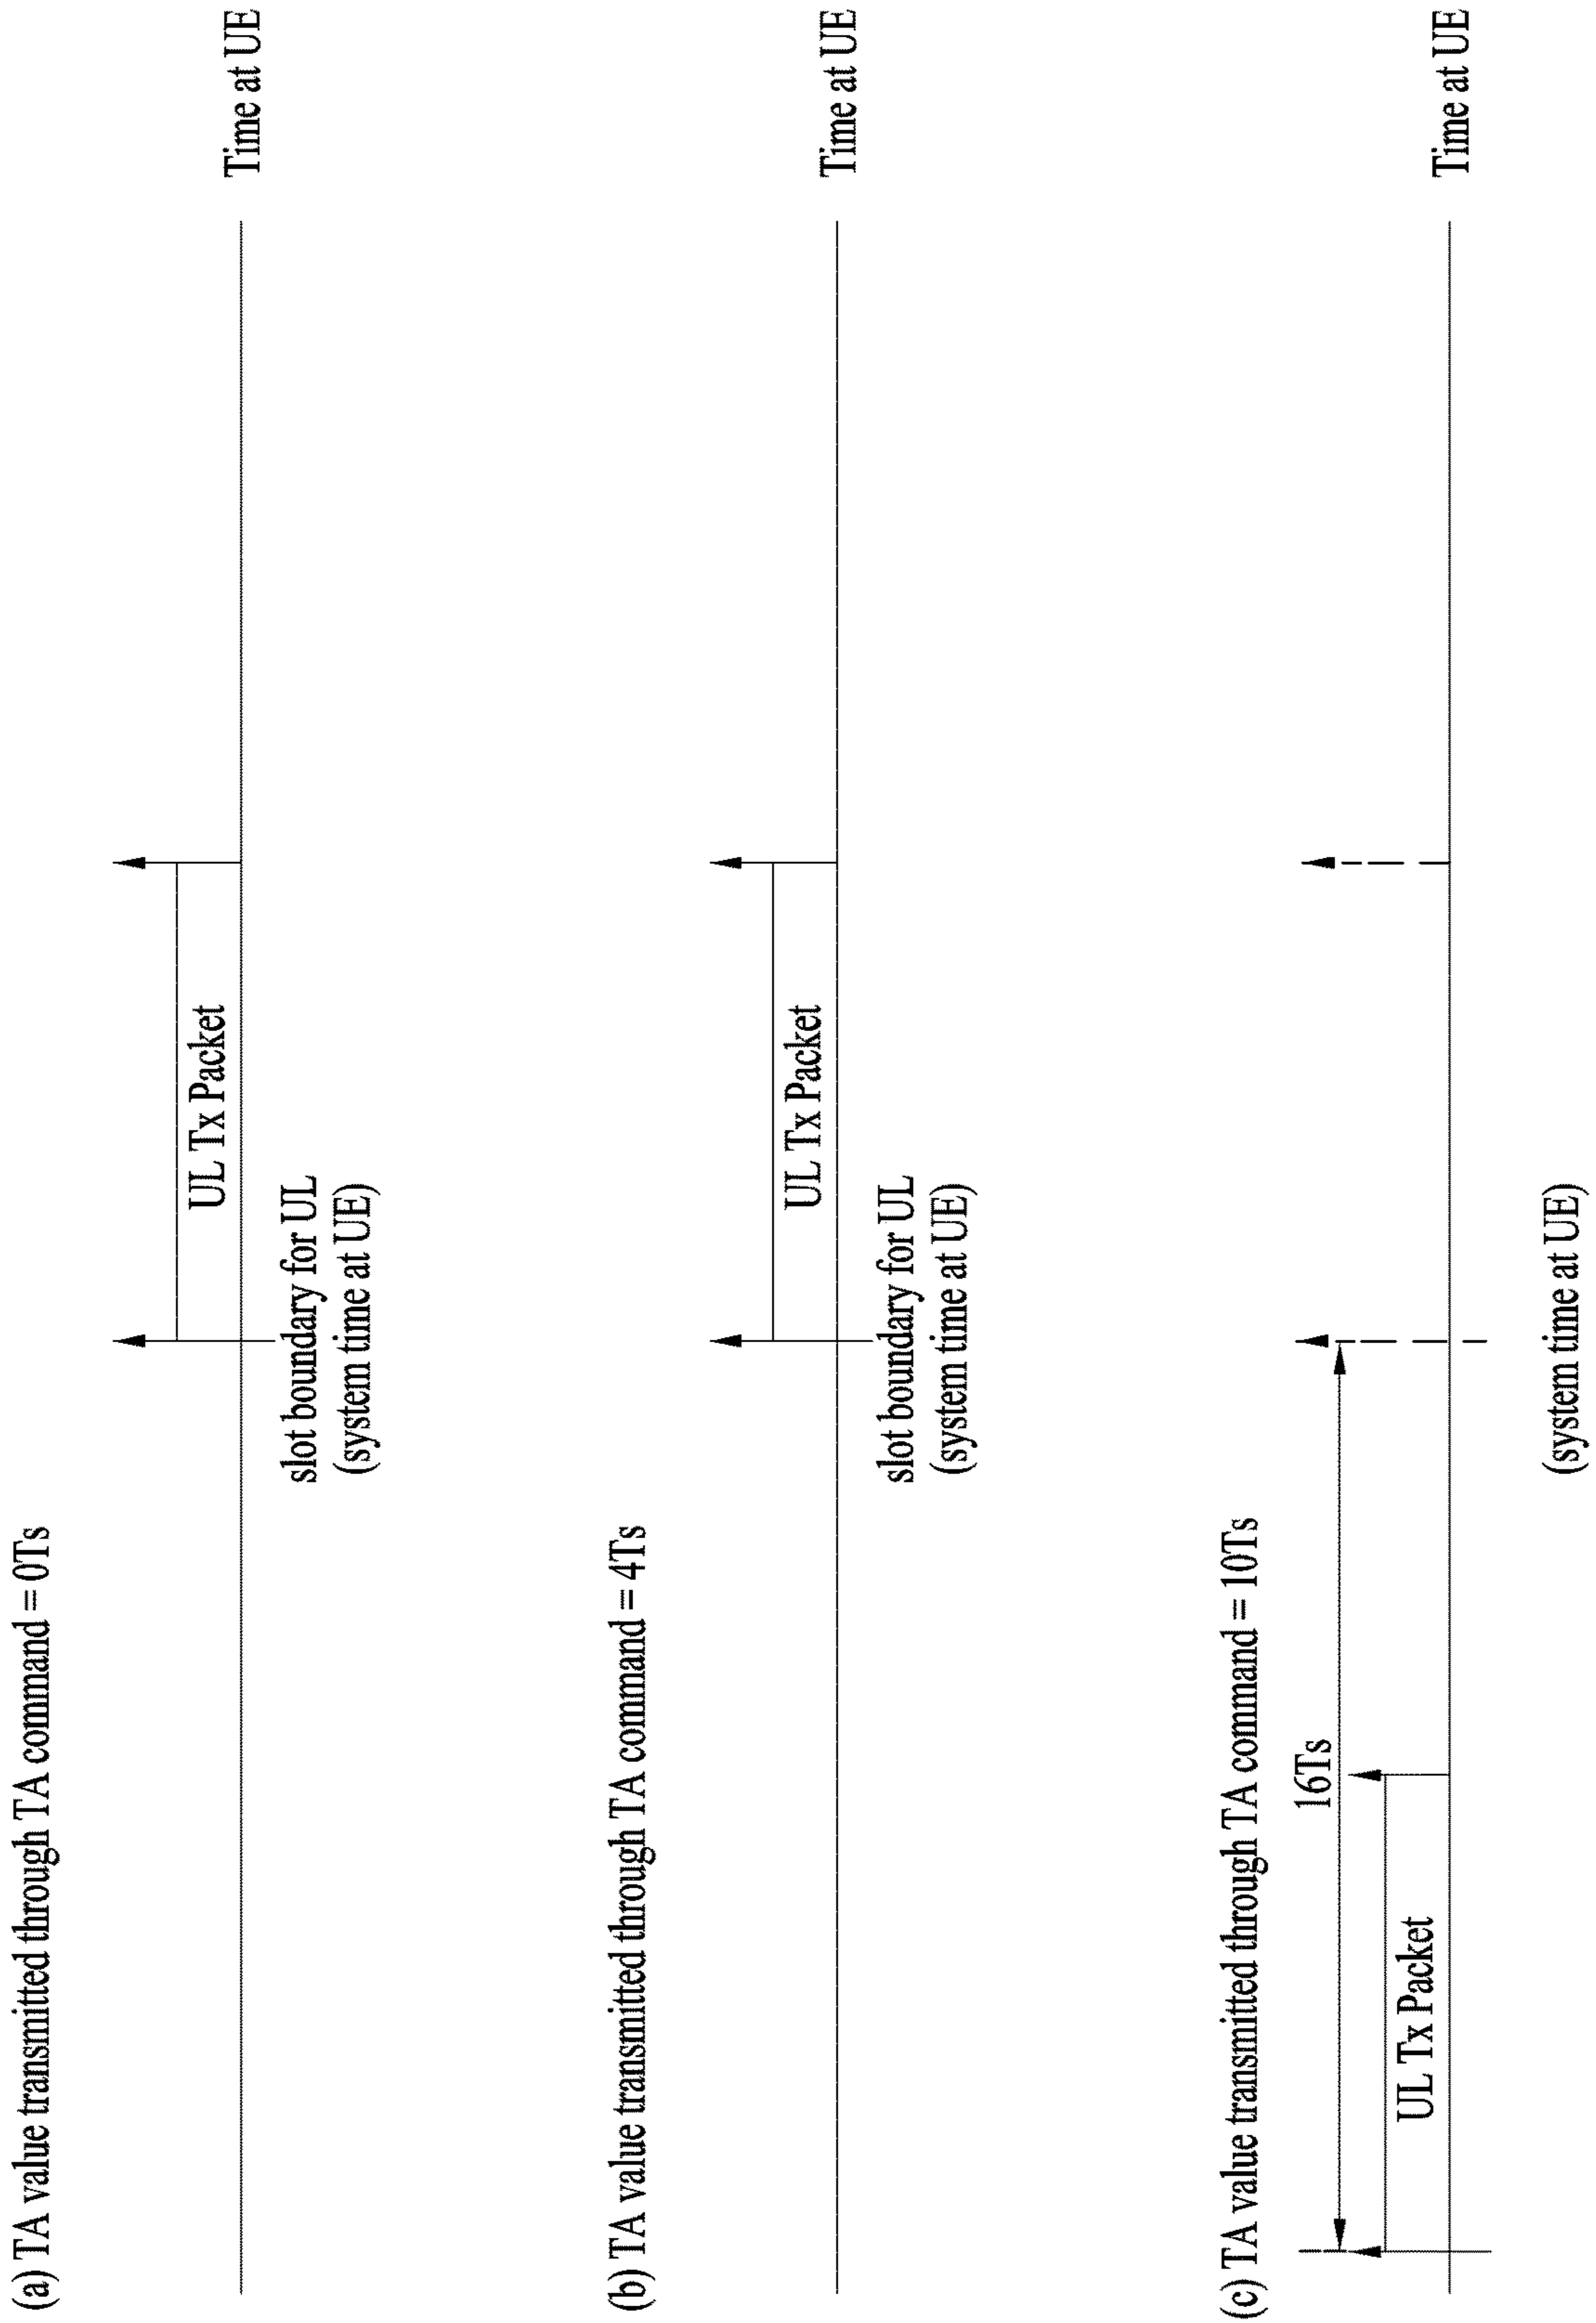 (a) TA value transmitted through TA command = 0Ts
UL Tx Packet
Time at UE
slot boundary for UL
(system time at UE)
(b) TA value transmitted through TA command = 4Ts
UL Tx Packet
Time at UE
slot boundary for UL
(system time at UE)
(c) TA value transmitted through TA command = 10Ts
16Ts
UL Tx Packet
Time at UE
(system time at UE)